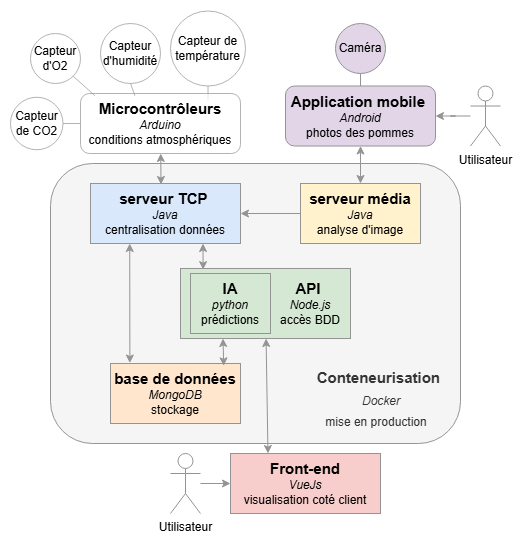 Capteur
d'O2
Capteur
d'humidité
Capteur de
température
Caméra
Capteur
de CO2
Microcontrôleurs
Arduino
conditions atmosphériques
Application mobile
Android
photos des pommes
Utilisateur
serveur TCP
Java
centralisation données
serveur média
Java
analyse d'image
IA
python
prédictions
API
Node.js
accès BDD
base de données
MongoDB
stockage
Conteneurisation
Docker
mise en production
Front-end
VueJs
visualisation coté client
Utilisateur